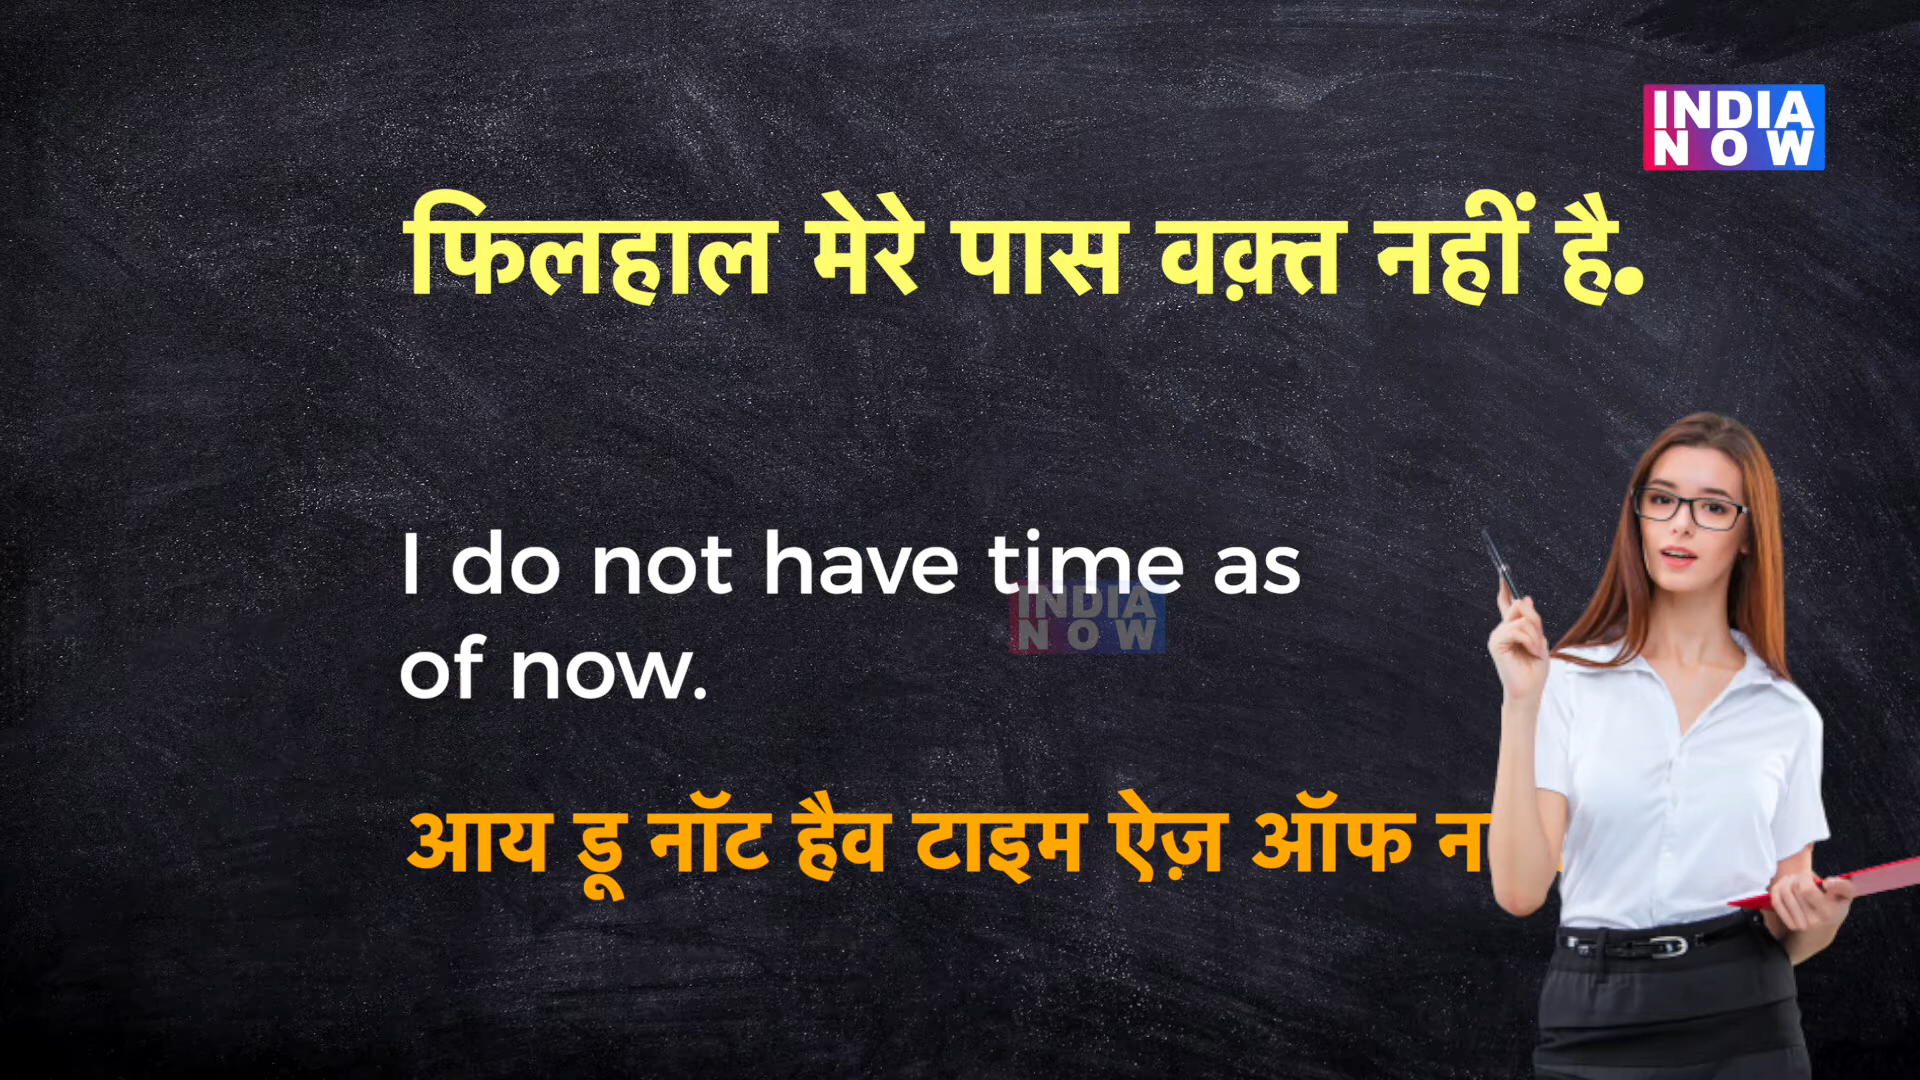 INDIA
NOW
फिलहाल मेरे पास वक़्त नहीं है.
I do not have time as
of now.
INDIA
NOW
आय डू नॉट हैव टाइम ऐज़ ऑफ